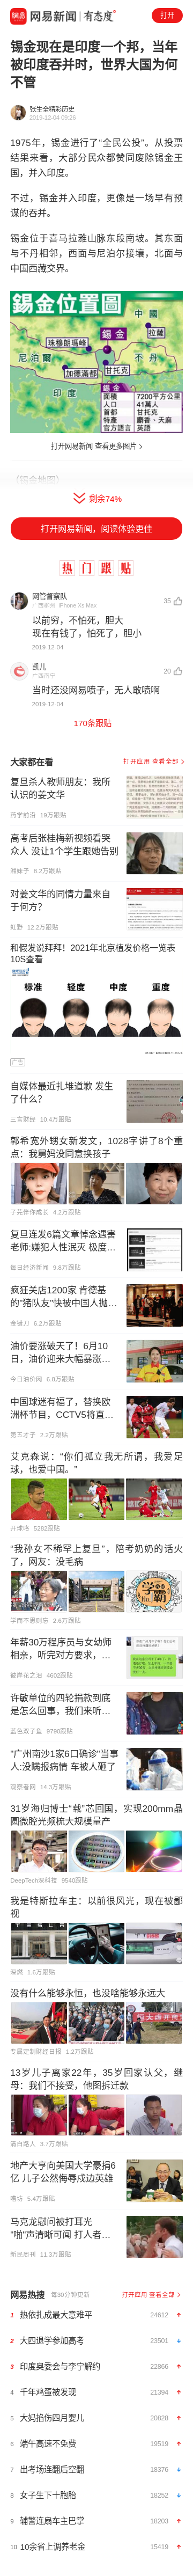 網易 网易新闻 有态度°
打开
锡金现在是印度一个邦，当年
被印度吞并时，世界大国为何
不管
张生全精彩历史
2019-12-04 09:26
1975年，锡金进行了“全民公投”。从投票
结果来看，大部分民众都赞同废除锡金王
国，并入印度。
不过，锡金并入印度，更像是一场早有预
谋的吞并。
锡金位于喜马拉雅山脉东段南坡。其东面
与不丹相邻，西面与尼泊尔接壤，北面与
中国西藏交界。
錫金位置圖
中國
拉薩
錫金
珠穆朗瑪峰
尼泊爾
不丹
甘托克
加德滿都
印度
面積 7200平方公里
人口 41萬人
首都 甘托克
特產 麝香·天麻
官方語言 英語
打开网易新闻 查看更多图片
（锡金地图）
剩余74%
打开网易新闻，阅读体验更佳
热门跟贴
网管督察队
35
广西柳州 iPhone Xs Max
以前穷，不怕死，胆大
现在有钱了，怕死了，胆小
2019-12-04
凯儿
20
广西南宁
当时还没网易喷子，无人敢喷啊
2019-12-04
170条跟贴
大家都在看
打开应用 查看全部
复旦杀人教师朋友：我所
认识的姜文华
药学前沿 19万跟贴
高考后张桂梅新视频看哭
众人 没让1个学生跟她告别
湘妹子 8.2万跟贴
对姜文华的同情力量来自
于何方？
虹野 12.2万跟贴
和假发说拜拜！2021年北京植发价格一览表
10S查看
标准 轻度 中度 重度
广告
自媒体最近扎堆道歉 发生
了什么？
三言财经 10.4万跟贴
郭希宽外甥女新发文，1028字讲了8个重
点：我舅妈没同意换孩子
子芫伴你成长 4.2万跟贴
复旦连发6篇文章悼念遇害
老师:嫌犯人性泯灭 极度…
每日经济新闻 9.8万跟贴
疯狂关店1200家 肯德基
的"猪队友"快被中国人抛…
金错刀 6.2万跟贴
油价要涨破天了！6月10
日，油价迎来大幅暴涨…
今日油价网 6.8万跟贴
中国球迷有福了，替换欧
洲杯节目，CCTV5将直…
第五才子 2.2万跟贴
艾克森说：“你们孤立我无所谓，我爱足
球，也爱中国。”
5282跟贴
“我孙女不稀罕上复旦”，陪考奶奶的话火
了，网友：没毛病
学而不思则忘 2.6万跟贴
年薪30万程序员与女幼师
相亲，听完对方要求，…
彼岸花之泪 4602跟贴
许敏单位的四轮捐款到底
是怎么回事，我们来听…
蓝色双子鱼 9790跟贴
"广州南沙1家6口确诊"当事
人:没瞒报病情 车被人砸了
观察者网 14.3万跟贴
31岁海归博士“载”芯回国，实现200mm晶
圆微腔光频梳大规模量产
DeepTech深科技 9540跟贴
我是特斯拉车主：以前很风光，现在被鄙
视
深燃 1.6万跟贴
没有什么能够永恒，也没啥能够永远大
专属定制财经日报 1.2万跟贴
13岁儿子离家22年，35岁回家认父，继
母：我们不接受，他图拆迁款
滴白路人 3.7万跟贴
地产大亨向美国大学豪捐6
亿 儿子公然侮辱戍边英雄
嘿坊 5.4万跟贴
马克龙慰问被打耳光
“啪”声清晰可闻 打人者…
新民周刊 11.3万跟贴
网易热搜
每30分钟更新
打开应用 查看全部
1 热依扎成最大意难平 24612
2 大四退学参加高考 23501
3 印度奥委会与李宁解约 22866
4 千年鸡蛋被发现 21394
5 大妈掐伤四月婴儿 20828
6 端午高速不免费 19519
7 出考场连翻后空翻 18376
8 女子生下十胞胎 18252
9 辅警连扇车主巴掌 18203
10 10余省上调养老金 15419